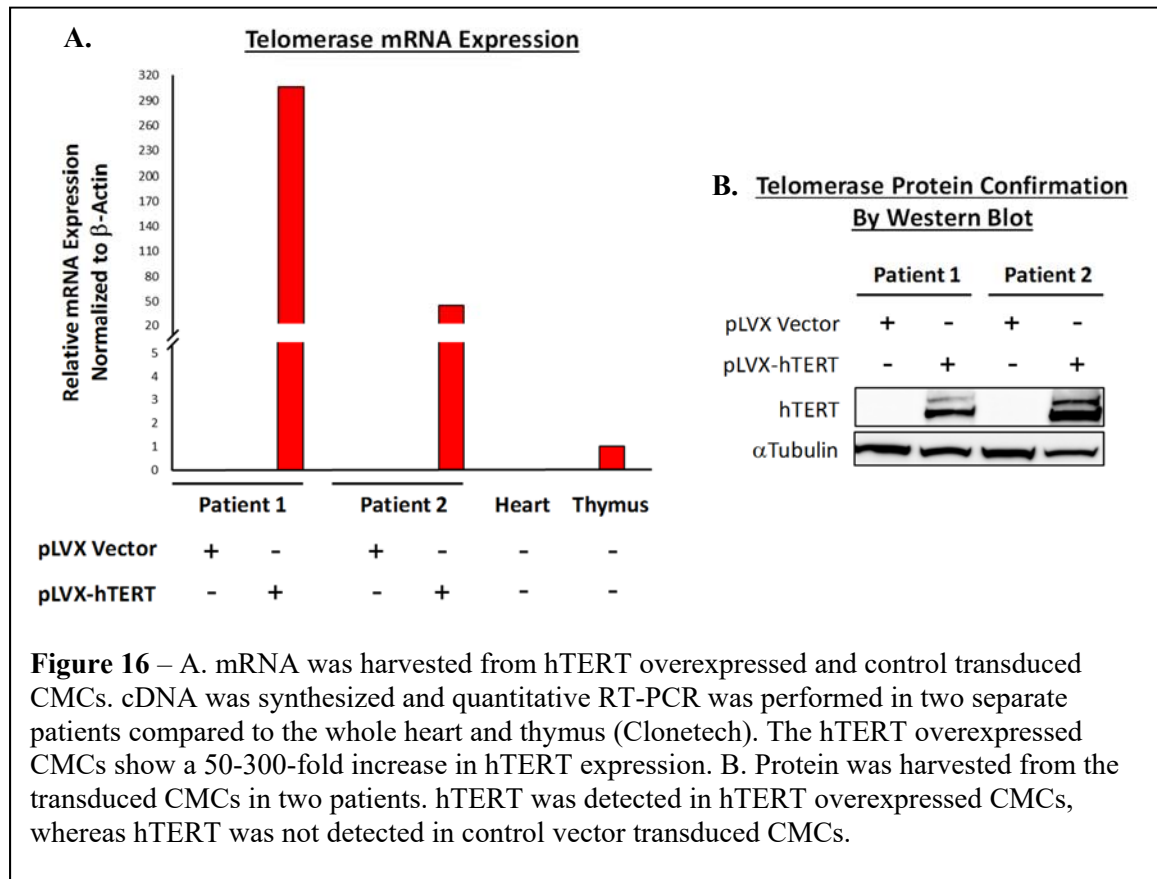 A. Telomerase mRNA Expression
Relative mRNA Expression
Normalized to β-Actin
320
290
260
230
200
170
140
110
80
50
20
5
4
3
2
1
0
Patient 1 Patient 2 Heart Thymus
pLVX Vector + - + - - -
pLVX-hTERT - + - + - -
B. Telomerase Protein Confirmation
By Western Blot
Patient 1 Patient 2
pLVX Vector + - + -
pLVX-hTERT - + - +
hTERT
αTubulin
Figure 16 – A. mRNA was harvested from hTERT overexpressed and control transduced
CMCs. cDNA was synthesized and quantitative RT-PCR was performed in two separate
patients compared to the whole heart and thymus (Clonetech). The hTERT overexpressed
CMCs show a 50-300-fold increase in hTERT expression. B. Protein was harvested from the
transduced CMCs in two patients. hTERT was detected in hTERT overexpressed CMCs,
whereas hTERT was not detected in control vector transduced CMCs.